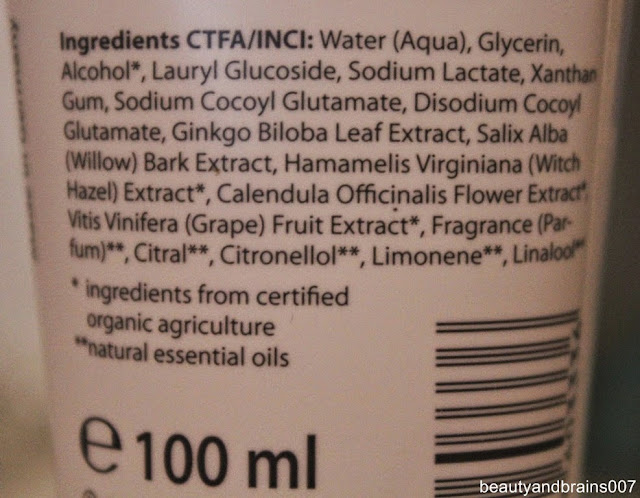 Ingredients CTFA/INCI: Water (Aqua), Glycerin,
Alcohol*, Lauryl Glucoside, Sodium Lactate, Xanthan
Gum, Sodium Cocoyl Glutamate, Disodium Cocoyl
Glutamate, Ginkgo Biloba Leaf Extract, Salix Alba
(Willow) Bark Extract, Hamamelis Virginiana (Witch
Hazel) Extract*, Calendula Officinalis Flower Extract*,
Vitis Vinifera (Grape) Fruit Extract*, Fragrance (Par-
fum)**, Citral**, Citronellol**, Limonene**, Linalool**
* ingredients from certified
organic agriculture
**natural essential oils
℮ 100 ml
beautyandbrains007